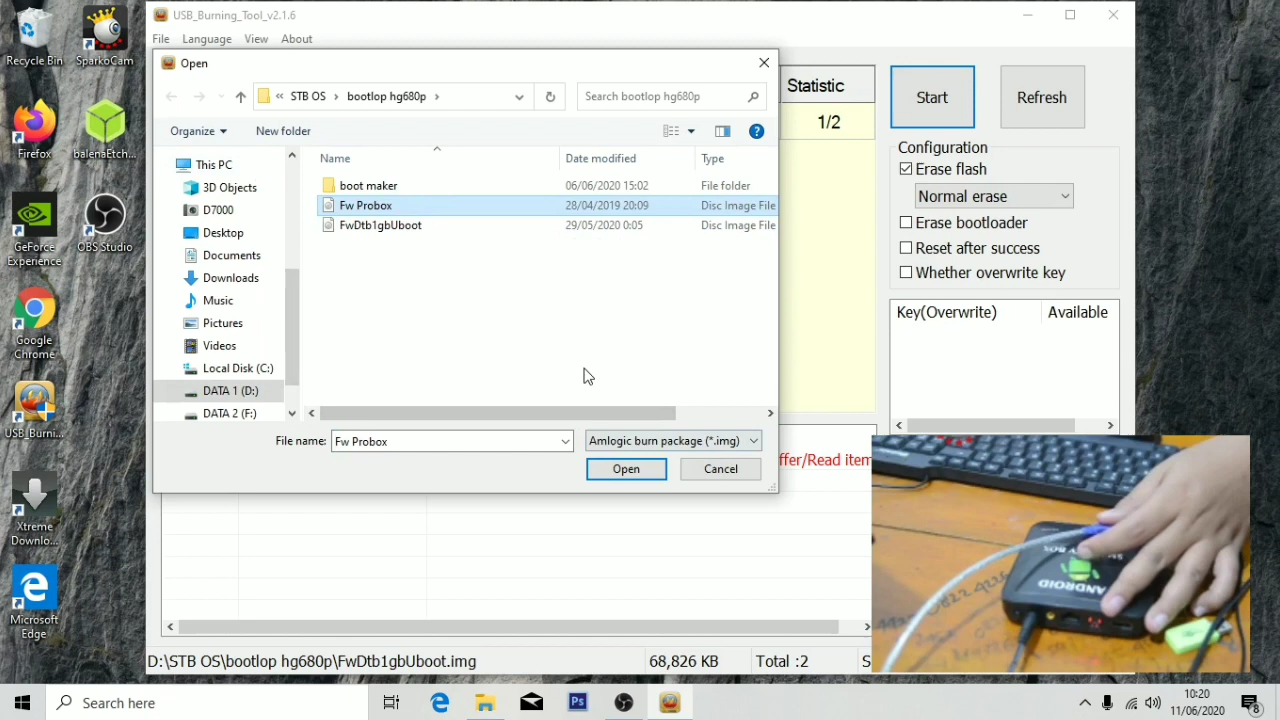 Recycle Bin
SparkoCam
Firefox
balenaEtch...
GeForce
Experience
OBS Studio
Google
Chrome
USB_Burni...
Xtreme
Downlo...
Microsoft
Edge
USB_Burning_Tool_v2.1.6
File Language View About
Open
« STB OS › bootlop hg680p ›
Search bootlop hg680p
Organize New folder
This PC
3D Objects
D7000
Desktop
Documents
Downloads
Music
Pictures
Videos
Local Disk (C:)
DATA 1 (D:)
DATA 2 (F:)
Name Date modified Type
boot maker 06/06/2020 15:02 File folder
Fw Probox 28/04/2019 20:09 Disc Image File
FwDtb1gbUboot 29/05/2020 0:05 Disc Image File
File name: Fw Probox Amlogic burn package (*.img)
Open Cancel
Statistic
1/2
Start Refresh
Configuration
Erase flash
Normal erase
Erase bootloader
Reset after success
Whether overwrite key
Key(Overwrite) Available
ffer/Read item
ANDROID
D:\STB OS\bootlop hg680p\FwDtb1gbUboot.img 68,826 KB Total :2 S
Search here
10:20
11/06/2020
8